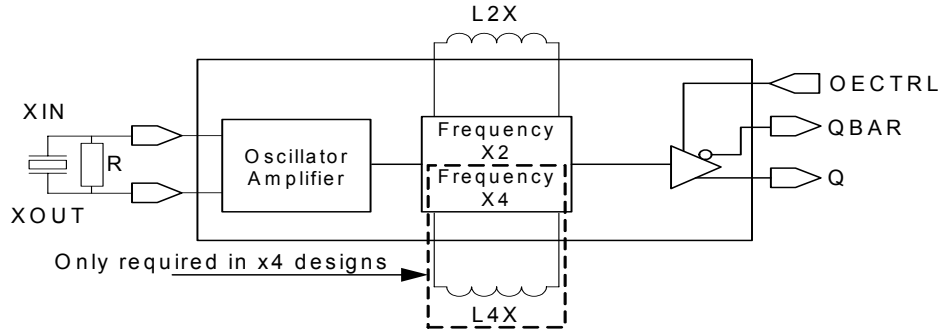 L2X
OECTRL
XIN
QBAR
Frequency
X2
Oscillator
Amplifier
R
Frequency
X4
Q
XOUT
Only required in x4 designs
L4X